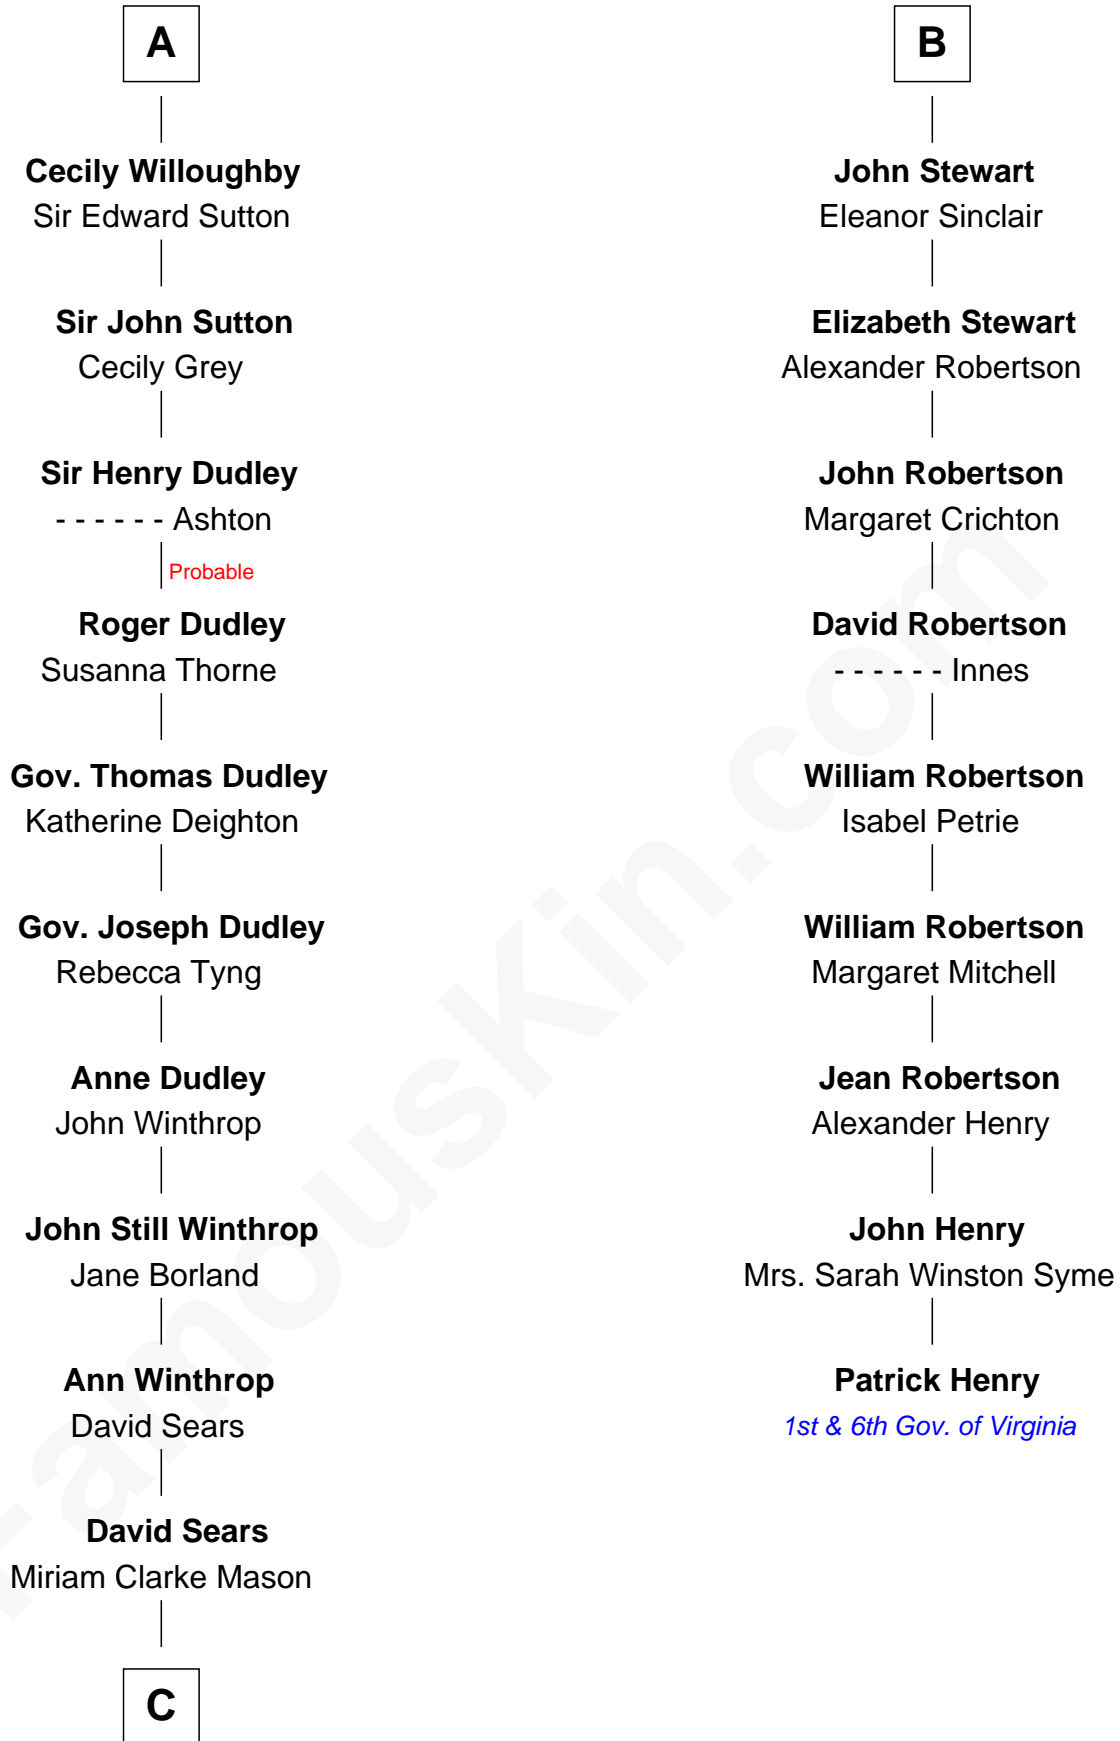 A
Cecily Willoughby
Sir Edward Sutton
Sir John Sutton
Cecily Grey
Sir Henry Dudley
- - - - - - Ashton
Probable
Roger Dudley
Susanna Thorne
Gov. Thomas Dudley
Katherine Deighton
Gov. Joseph Dudley
Rebecca Tyng
Anne Dudley
John Winthrop
John Still Winthrop
Jane Borland
Ann Winthrop
David Sears
David Sears
Miriam Clarke Mason
C
B
John Stewart
Eleanor Sinclair
Elizabeth Stewart
Alexander Robertson
John Robertson
Margaret Crichton
David Robertson
- - - - - - Innes
William Robertson
Isabel Petrie
William Robertson
Margaret Mitchell
Jean Robertson
Alexander Henry
John Henry
Mrs. Sarah Winston Syme
Patrick Henry
1st & 6th Gov. of Virginia
FamousKin.com